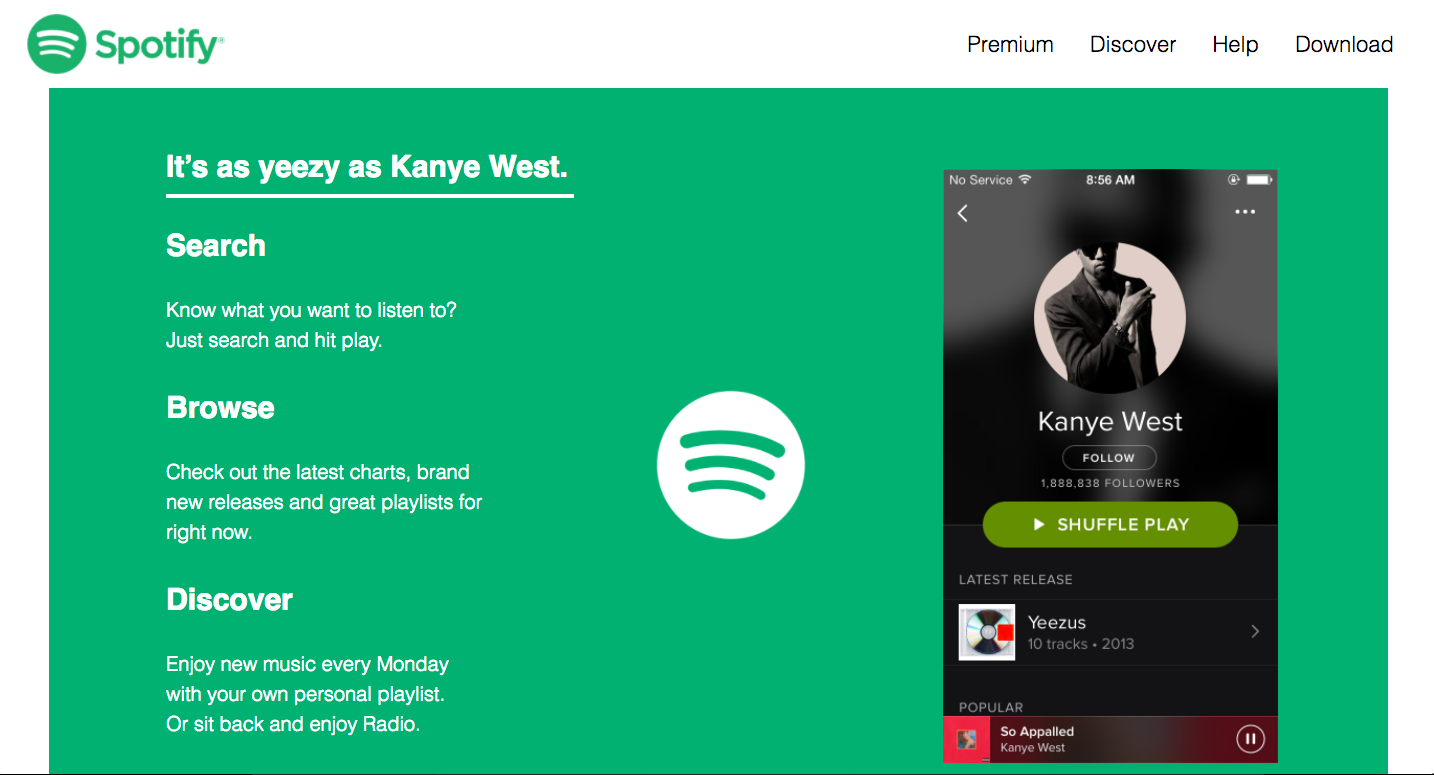 Spotify®
Premium Discover Help Download
It’s as yeezy as Kanye West.
Search
Know what you want to listen to?
Just search and hit play.
Browse
Check out the latest charts, brand
new releases and great playlists for
right now.
Discover
Enjoy new music every Monday
with your own personal playlist.
Or sit back and enjoy Radio.
No Service 8:56 AM
Kanye West
FOLLOW
1,888,838 FOLLOWERS
SHUFFLE PLAY
LATEST RELEASE
Yeezus
10 tracks • 2013
POPULAR
So Appalled
Kanye West